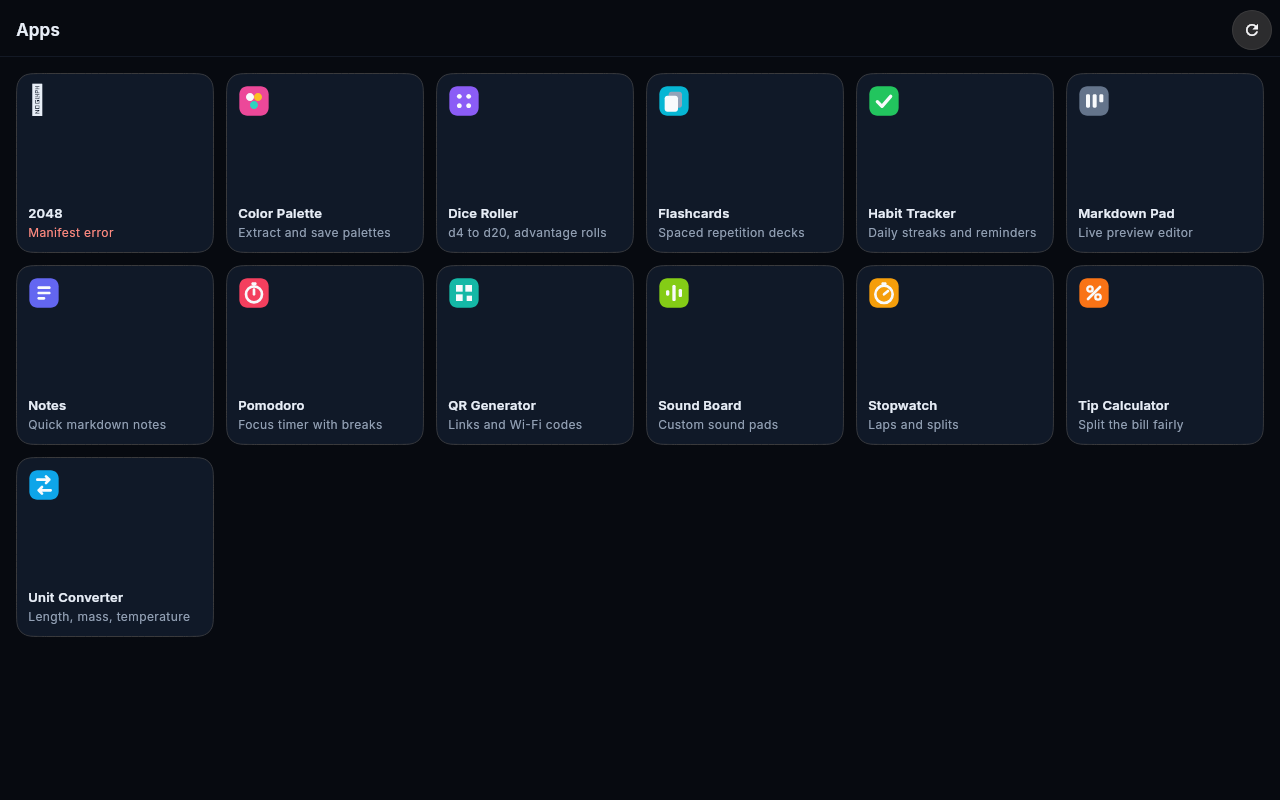 Apps
2048
Manifest error
Color Palette
Extract and save palettes
Dice Roller
d4 to d20, advantage rolls
Flashcards
Spaced repetition decks
Habit Tracker
Daily streaks and reminders
Markdown Pad
Live preview editor
Notes
Quick markdown notes
Pomodoro
Focus timer with breaks
QR Generator
Links and Wi-Fi codes
Sound Board
Custom sound pads
Stopwatch
Laps and splits
Tip Calculator
Split the bill fairly
Unit Converter
Length, mass, temperature